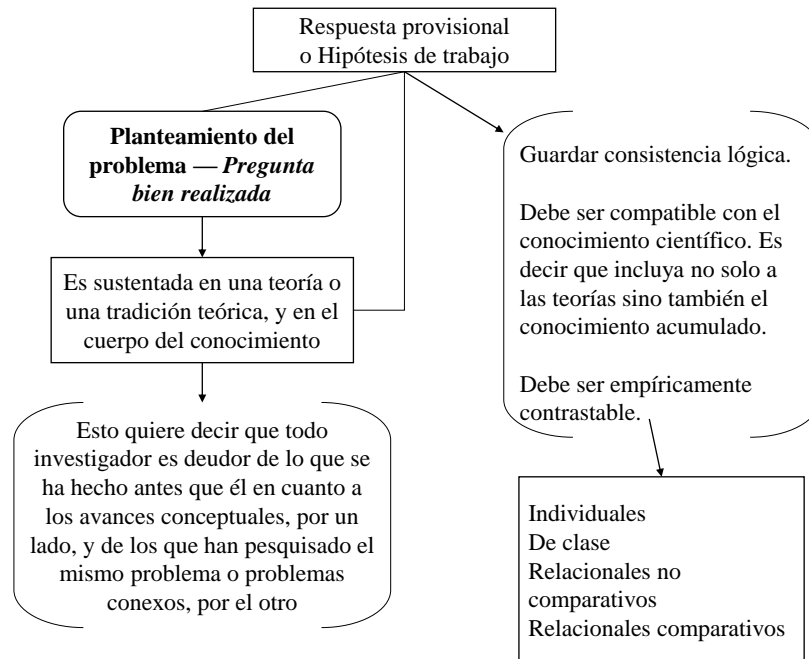 Respuesta provisional
o Hipótesis de trabajo
Planteamiento del
problema — Pregunta
bien realizada
Es sustentada en una teoría o
una tradición teórica, y en el
cuerpo del conocimiento
Esto quiere decir que todo
investigador es deudor de lo que se
ha hecho antes que él en cuanto a
los avances conceptuales, por un
lado, y de los que han pesquisado el
mismo problema o problemas
conexos, por el otro
Guardar consistencia lógica.
Debe ser compatible con el
conocimiento científico. Es
decir que incluya no solo a
las teorías sino también el
conocimiento acumulado.
Debe ser empíricamente
contrastable.
Individuales
De clase
Relacionales no
comparativos
Relacionales comparativos